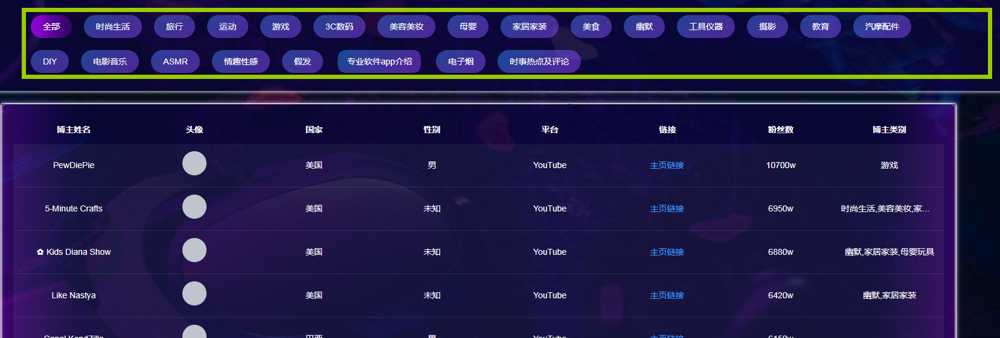 全部 时尚生活 旅行 运动 游戏 3C数码 美容美妆 母婴 家居家装 美食 幽默 工具仪器 摄影 教育 汽摩配件
DIY 电影音乐 ASMR 情趣性感 假发 专业软件app介绍 电子烟 时事热点及评论
博主姓名 头像 国家 性别 平台 链接 粉丝数 博主类别
PewDiePie 美国 男 YouTube 主页链接 10700w 游戏
5-Minute Crafts 美国 未知 YouTube 主页链接 6950w 时尚生活,美容美妆,家...
✿ Kids Diana Show 美国 未知 YouTube 主页链接 6880w 幽默,家居家装,母婴玩具
Like Nastya 美国 未知 YouTube 主页链接 6420w 幽默,家居家装
Canal KondZilla 巴西 男 YouTube 主页链接 6150w